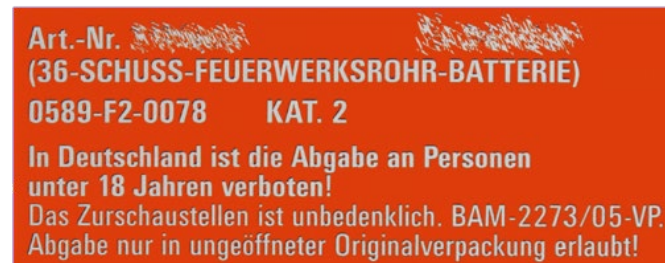 Art.-Nr.
(36-SCHUSS-FEUERWERKSROHR-BATTERIE)
0589-F2-0078 KAT. 2
In Deutschland ist die Abgabe an Personen
unter 18 Jahren verboten!
Das Zurschaustellen ist unbedenklich. BAM-2273/05-VP.
Abgabe nur in ungeöffneter Originalverpackung erlaubt!